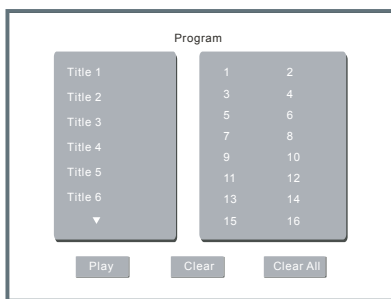 Program
Title 1
Title 2
Title 3
Title 4
Title 5
Title 6
▼
1 2
3 4
5 6
7 8
9 10
11 12
13 14
15 16
Play Clear Clear All